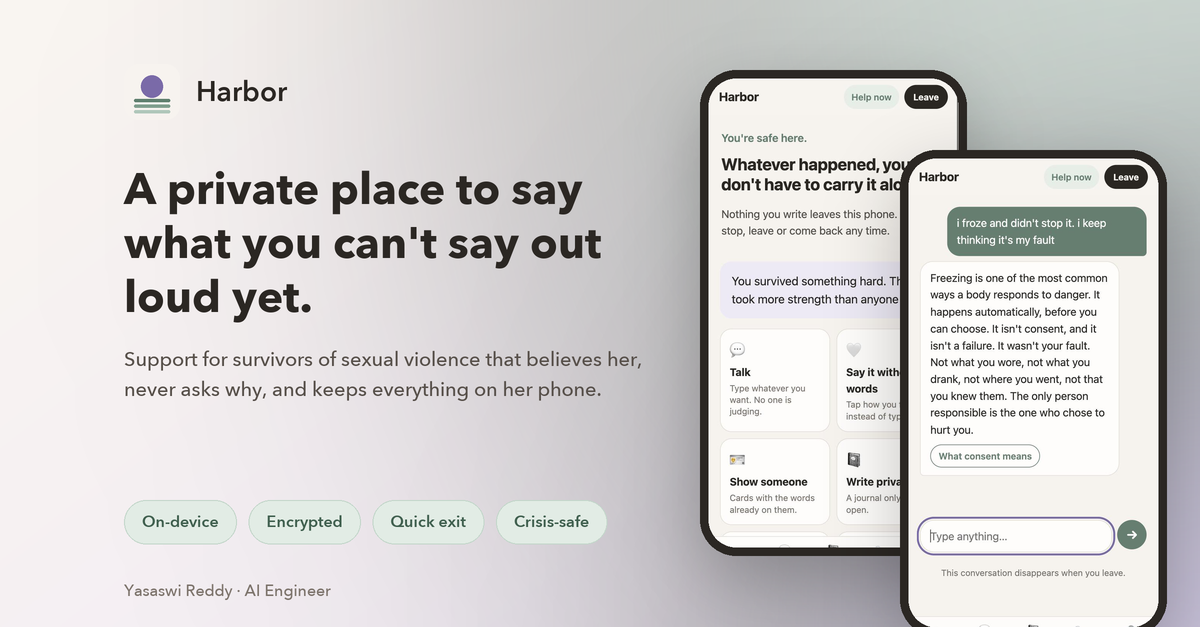 Harbor
A private place to say
what you can't say out
loud yet.
Support for survivors of sexual violence that believes her,
never asks why, and keeps everything on her phone.
On-device
Encrypted
Quick exit
Crisis-safe
Yasaswi Reddy · AI Engineer
Harbor
Help now
Leave
You're safe here.
Whatever happened, you
don't have to carry it
Nothing you write leaves this phone.
stop, leave or come back any time.
You survived something hard.
took more strength than anyone
Talk
Type whatever you
want. No one is
judging.
Say it
words
Tap how you
instead of
Show someone
Cards with the words
already on them.
Write
A journal only
open.
Harbor
Help now
Leave
i froze and didn't stop it. i keep
thinking it's my fault
Freezing is one of the most common
ways a body responds to danger. It
happens automatically, before you
can choose. It isn't consent, and it
isn't a failure. It wasn't your fault.
Not what you wore, not what you
drank, not where you went, not that
you knew them. The only person
responsible is the one who chose to
hurt you.
What consent means
Type anything...
This conversation disappears when you leave.